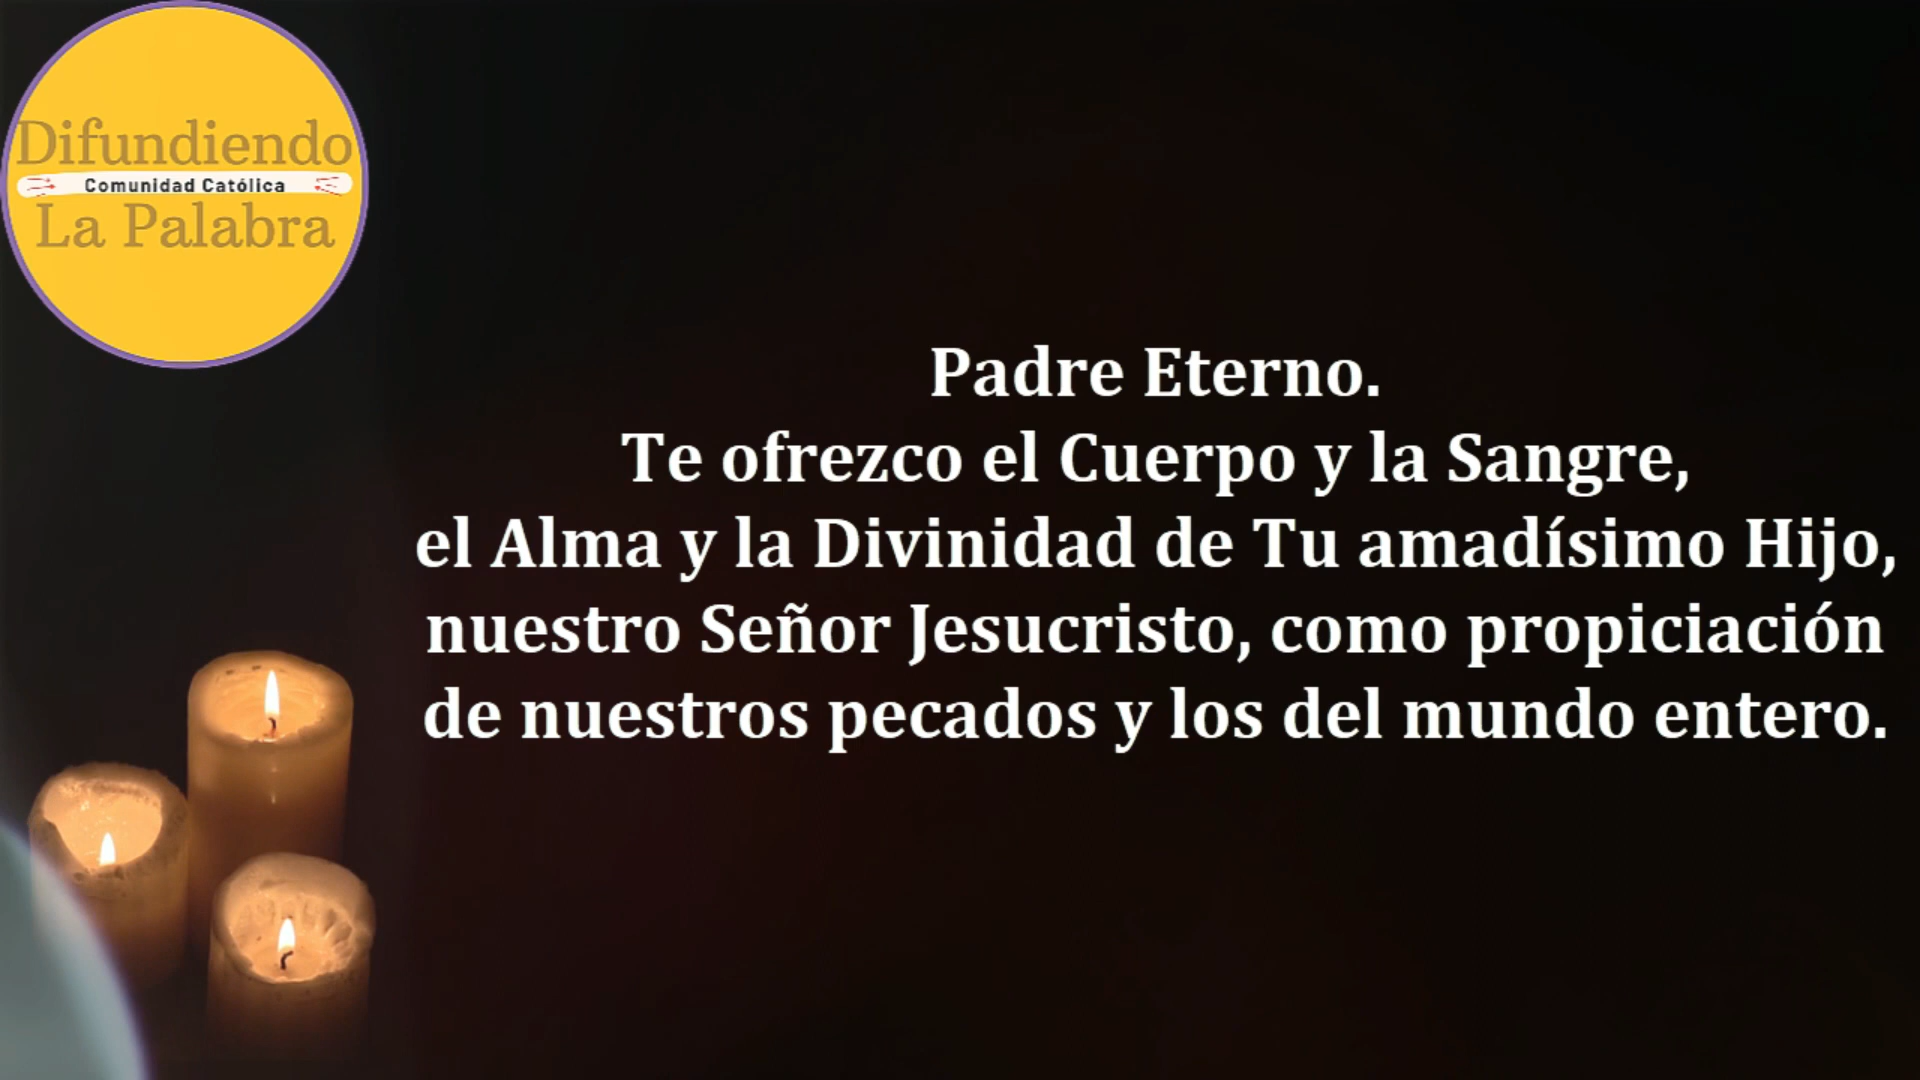 Difundiendo
Comunidad Católica
La Palabra
Padre Eterno.
Te ofrezco el Cuerpo y la Sangre,
el Alma y la Divinidad de Tu amadísimo Hijo,
nuestro Señor Jesucristo, como propiciación
de nuestros pecados y los del mundo entero.